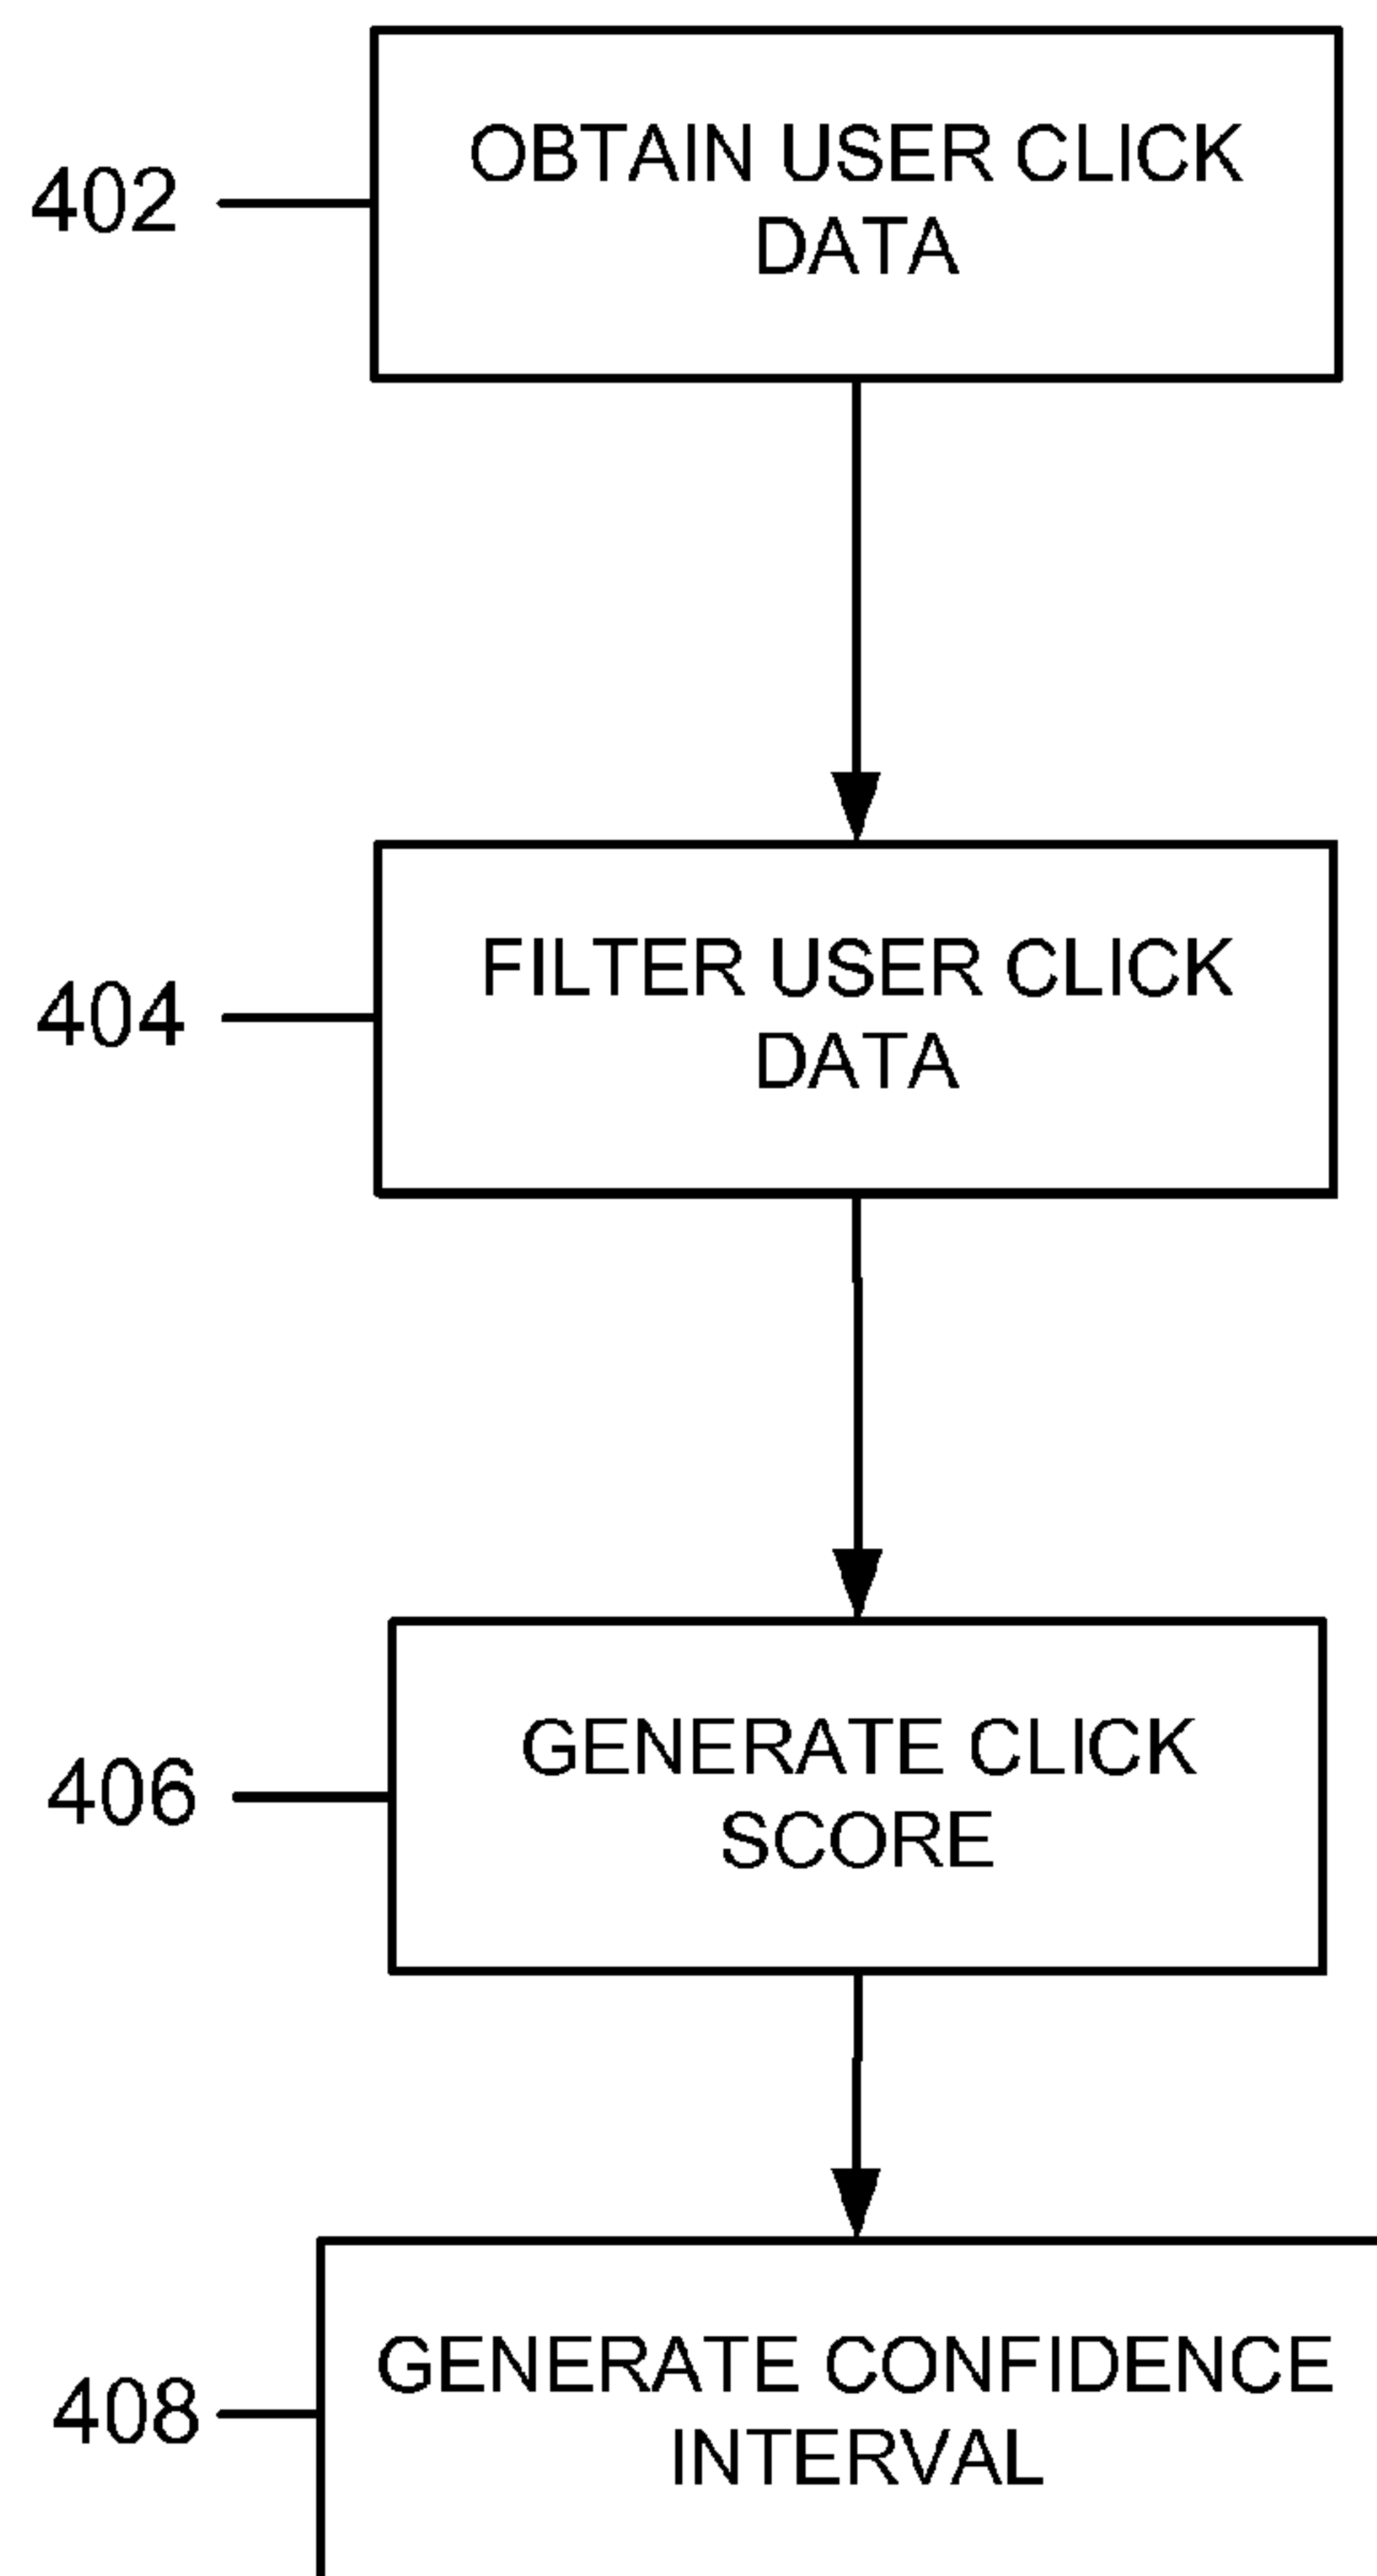 402
OBTAIN USER CLICK
DATA
404
FILTER USER CLICK
DATA
406
GENERATE CLICK
SCORE
408
GENERATE CONFIDENCE
INTERVAL